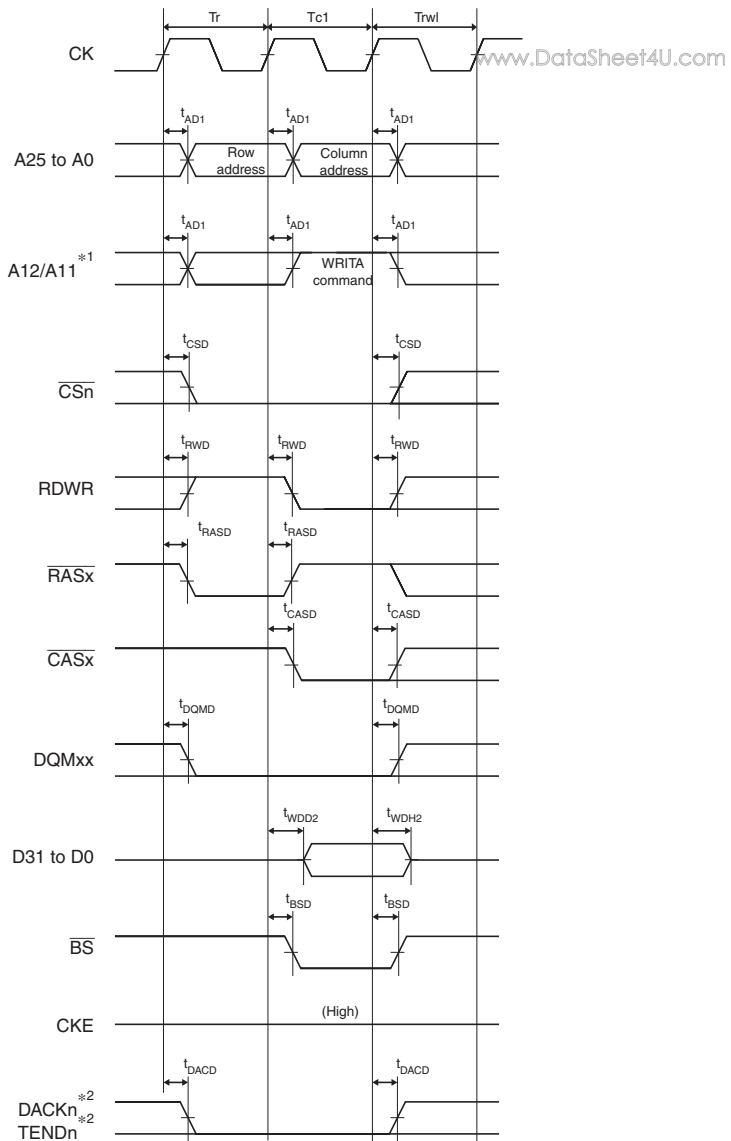 Tr Tc1 Trwl
CK
www.DataSheet4U.com
tAD1 tAD1 tAD1
A25 to A0
Row address
Column address
tAD1 tAD1 tAD1
A12/A11*1
WRITA command
tCSD tCSD
CSn
tRWD tRWD tRWD
RDWR
tRASD tRASD
RASx
tCASD tCASD
CASx
tDQMD tDQMD
DQMxx
tWDD2 tWDH2
D31 to D0
tBSD tBSD
BS
(High)
CKE
tDACD tDACD
DACKn*2
TENDn*2